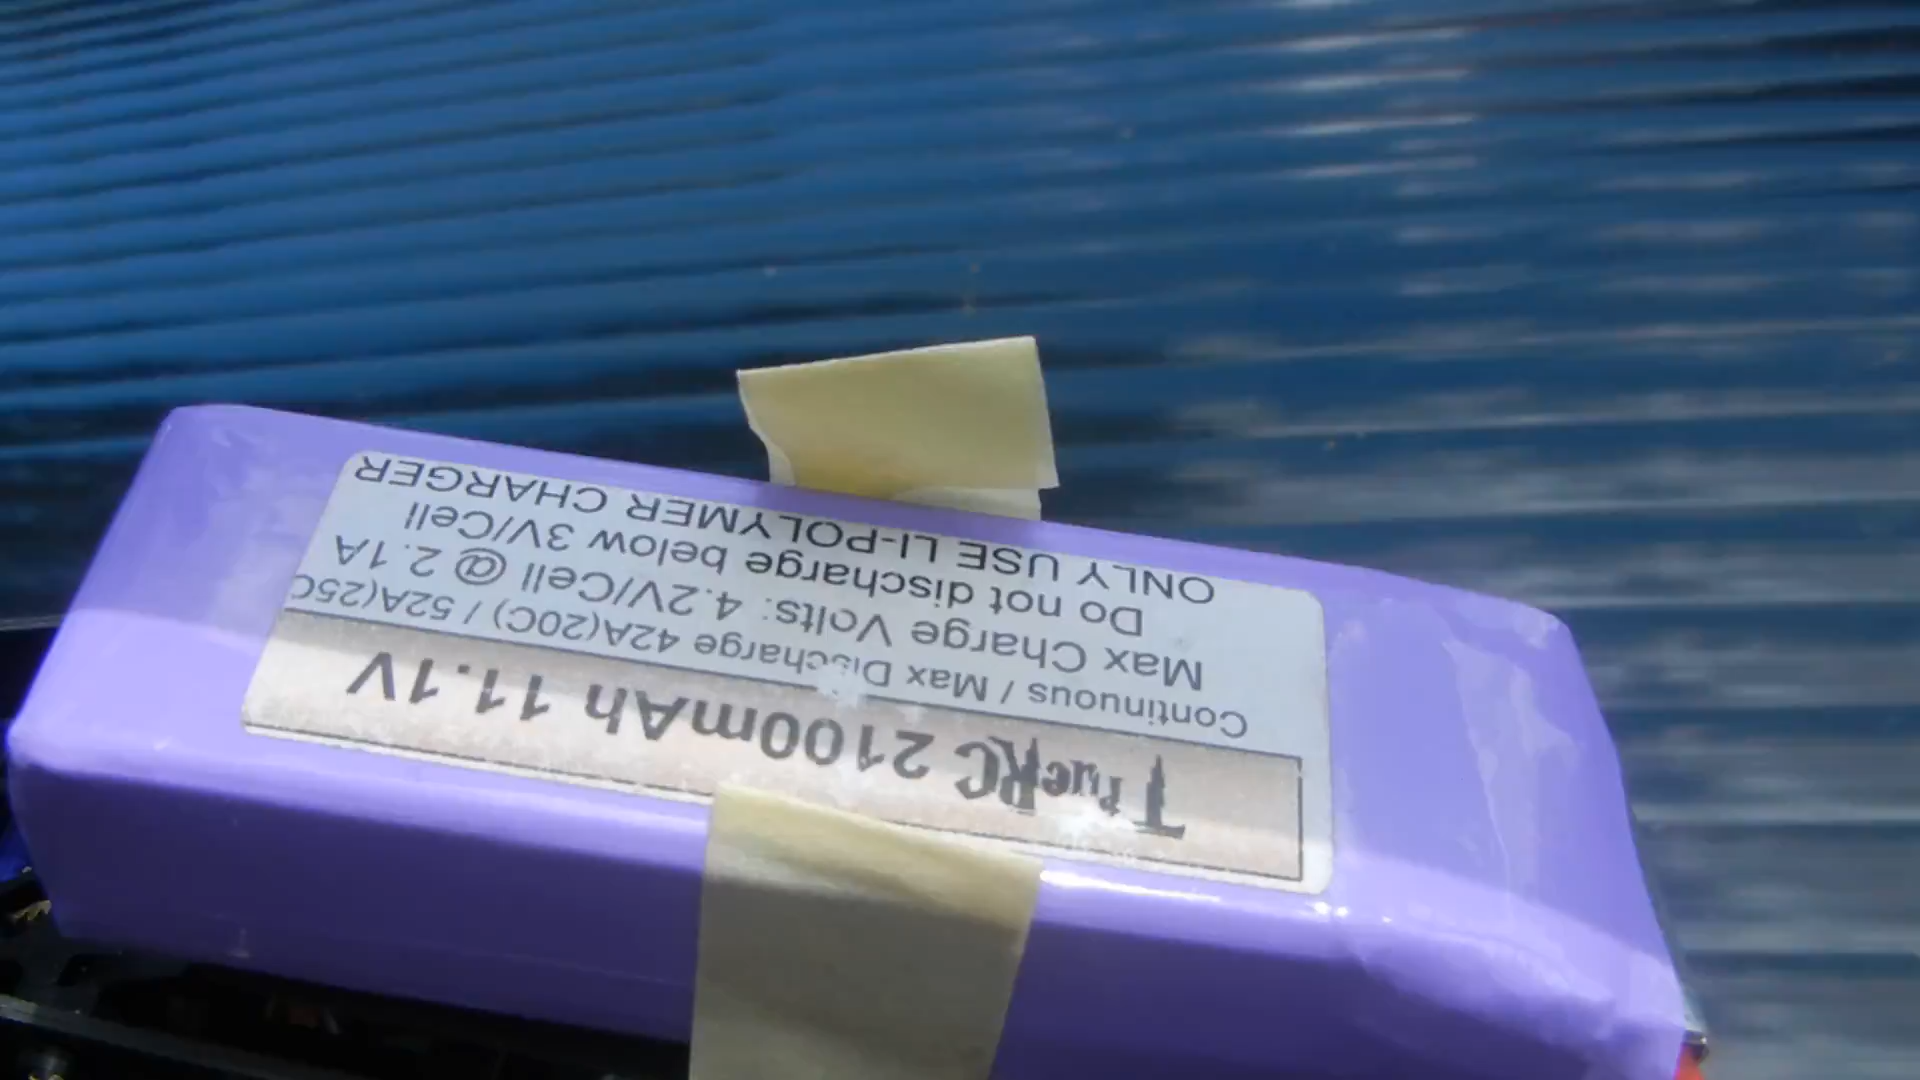 TrueRC 2100mAh 11.1V
Continuous / Max Discharge 42A(20C) / 52A(25C
Max Charge Volts: 4.2V/Cell @ 2.1A
Do not discharge below 3V/Cell
ONLY USE LI-POLYMER CHARGER